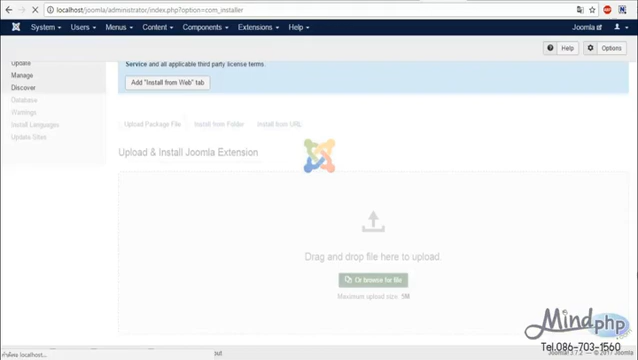 localhost/joomla/administrator/index.php?option=com_installer
System Users Menus Content Components Extensions Help Joomla
Help Options
Update
Manage
Discover
Database
Warnings
Install Languages
Update Sites
Service and all applicable third party license terms.
Add "Install from Web" tab
Upload Package File Install from Folder Install from URL
Upload & Install Joomla Extension
Drag and drop file here to upload.
Or browse for file
Maximum upload size: 5M
Mindphp
Tel.086-703-1560
localhost...
out